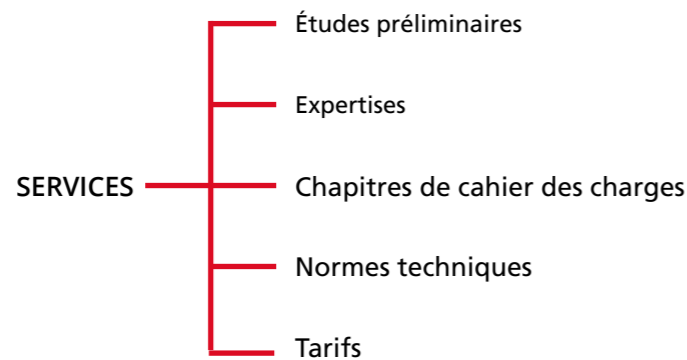 Études préliminaires
Expertises
SERVICES
Chapitres de cahier des charges
Normes techniques
Tarifs